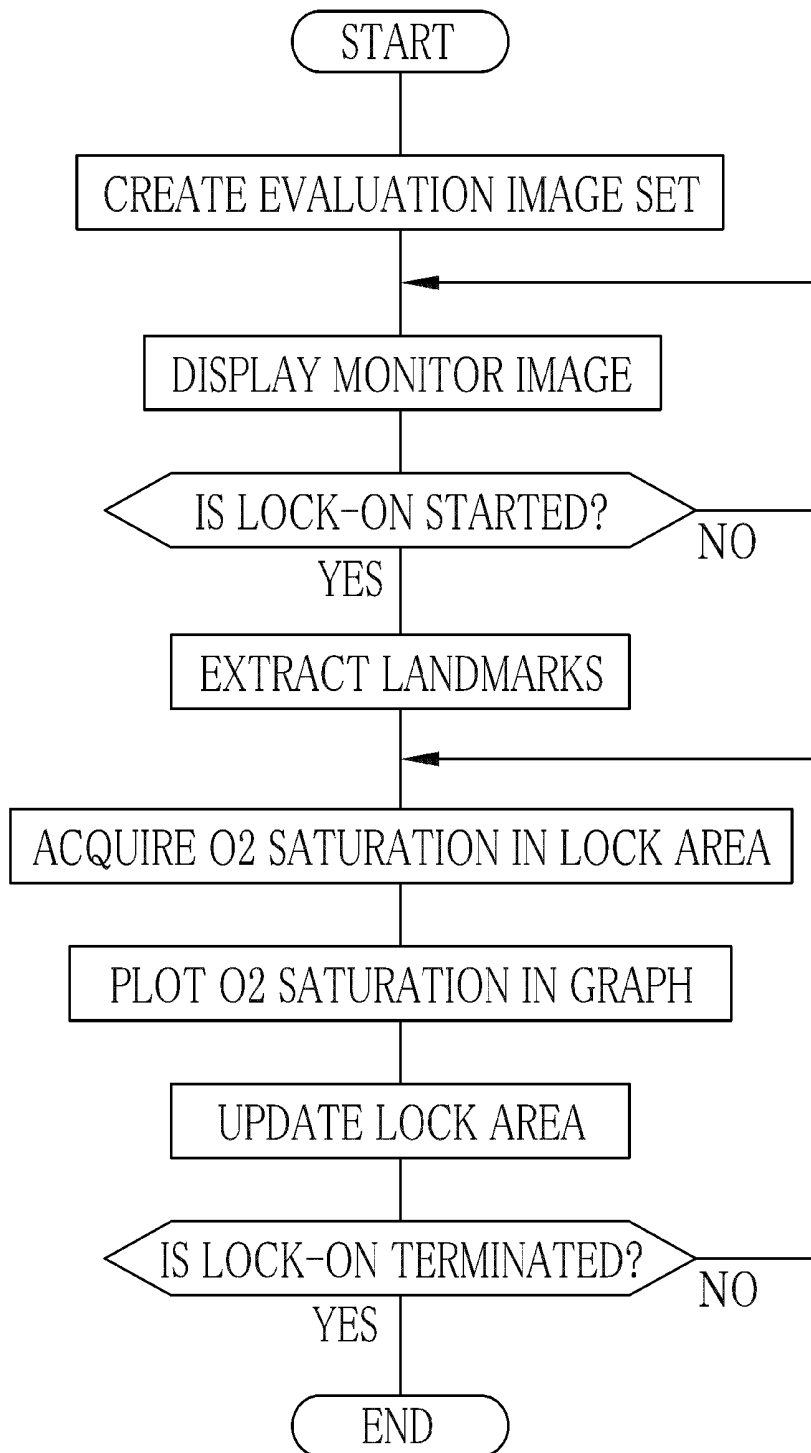 START
CREATE EVALUATION IMAGE SET
DISPLAY MONITOR IMAGE
IS LOCK-ON STARTED?
NO
YES
EXTRACT LANDMARKS
ACQUIRE O2 SATURATION IN LOCK AREA
PLOT O2 SATURATION IN GRAPH
UPDATE LOCK AREA
IS LOCK-ON TERMINATED?
NO
YES
END